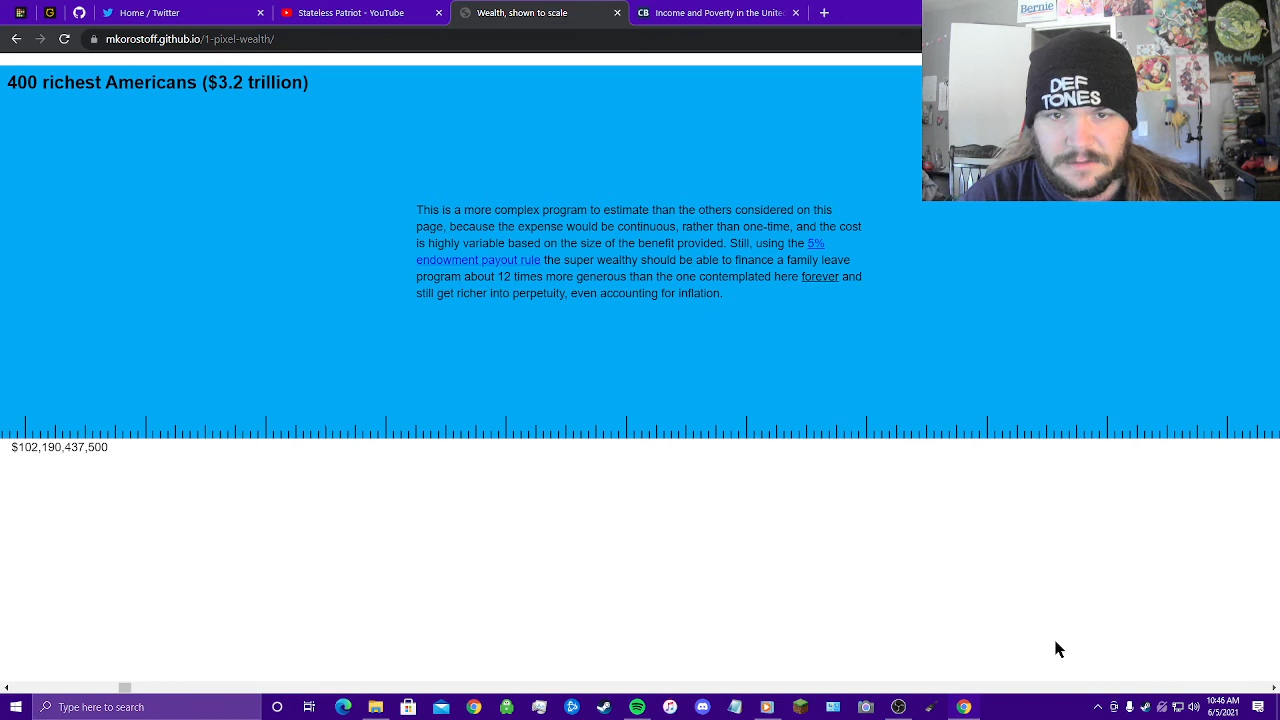 Home / Twitter
Stateless Patriot - YouTube
Wealth, shown to scale
CB Income and Poverty in the Unite
mkorostoff.github.io/1-pixel-wealth/
400 richest Americans ($3.2 trillion)
This is a more complex program to estimate than the others considered on this
page, because the expense would be continuous, rather than one-time, and the cost
is highly variable based on the size of the benefit provided. Still, using the 5%
endowment payout rule the super wealthy should be able to finance a family leave
program about 12 times more generous than the one contemplated here forever and
still get richer into perpetuity, even accounting for inflation.
$102,190,437,500
Bernie
Rick and Morty
DEF
TONES
Type here to search
10:46 AM
6/5/2021